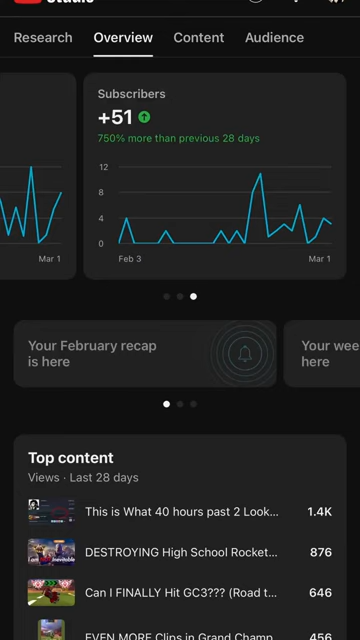 Studio
Research
Overview
Content
Audience
Subscribers
+51
750% more than previous 28 days
12
8
4
0
Feb 3
Mar 1
Mar 1
Your February recap
is here
Your wee
here
Top content
Views · Last 28 days
This is What 40 hours past 2 Look...
1.4K
DESTROYING High School Rocket...
876
Can I FINALLY Hit GC3??? (Road t...
646
EVEN MORE Clips in Grand Champ
456